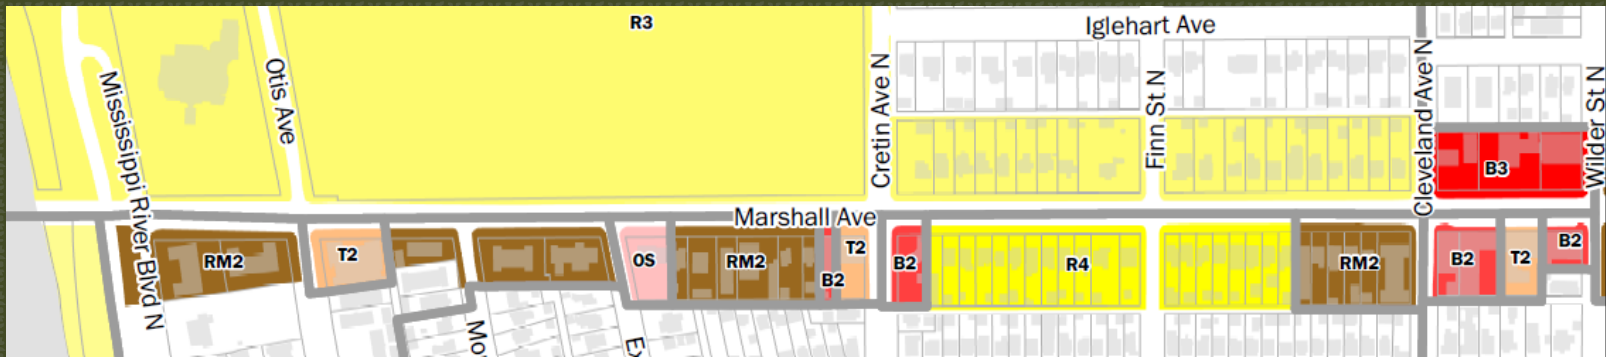 R3
Iglehart Ave
Mississippi River Blvd N
Otis Ave
Cretin Ave N
Finn St N
Cleveland Ave N
Wilder St N
B3
Marshall Ave
RM2
T2
OS
RM2
B2
T2
B2
R4
RM2
B2
T2
B2